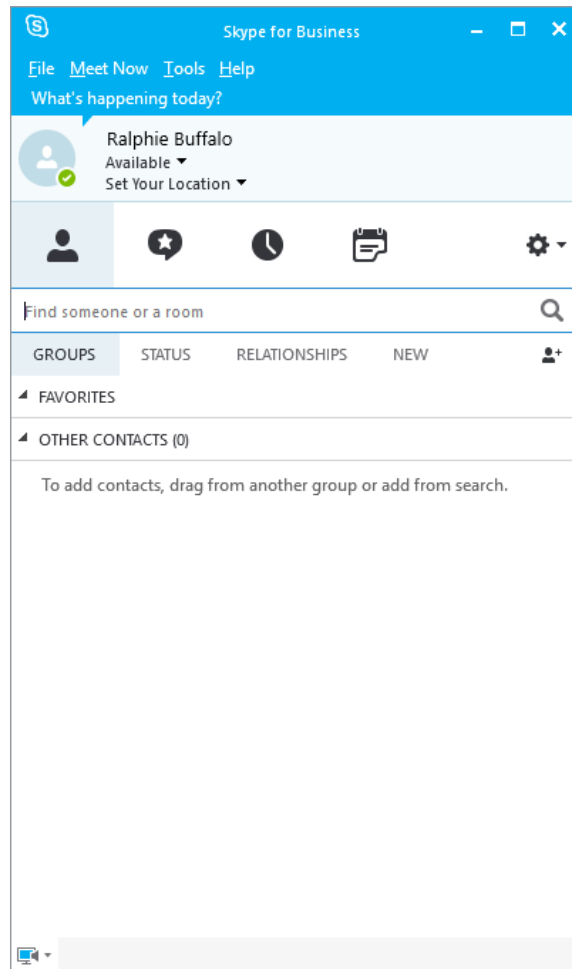 Skype for Business
File Meet Now Tools Help
What's happening today?
Ralphie Buffalo
Available
Set Your Location
Find someone or a room
GROUPS STATUS RELATIONSHIPS NEW
FAVORITES
OTHER CONTACTS (0)
To add contacts, drag from another group or add from search.